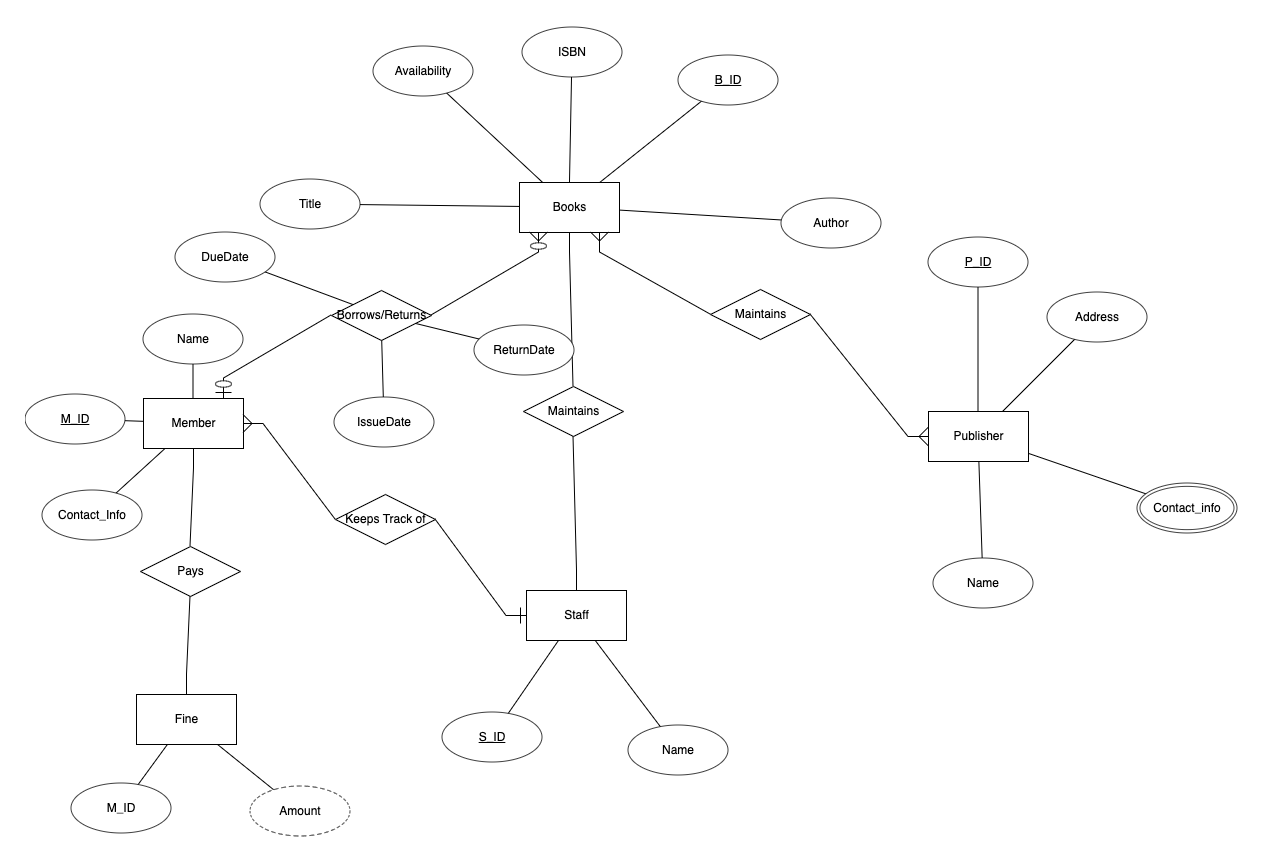 ISBN
Availability
B_ID
Title
Books
Author
DueDate
P_ID
Borrows/Returns
Maintains
Address
Name
ReturnDate
M_ID
Member
IssueDate
Maintains
Publisher
Contact_Info
Keeps Track of
Contact_info
Pays
Name
Staff
Fine
S_ID
Name
M_ID
Amount